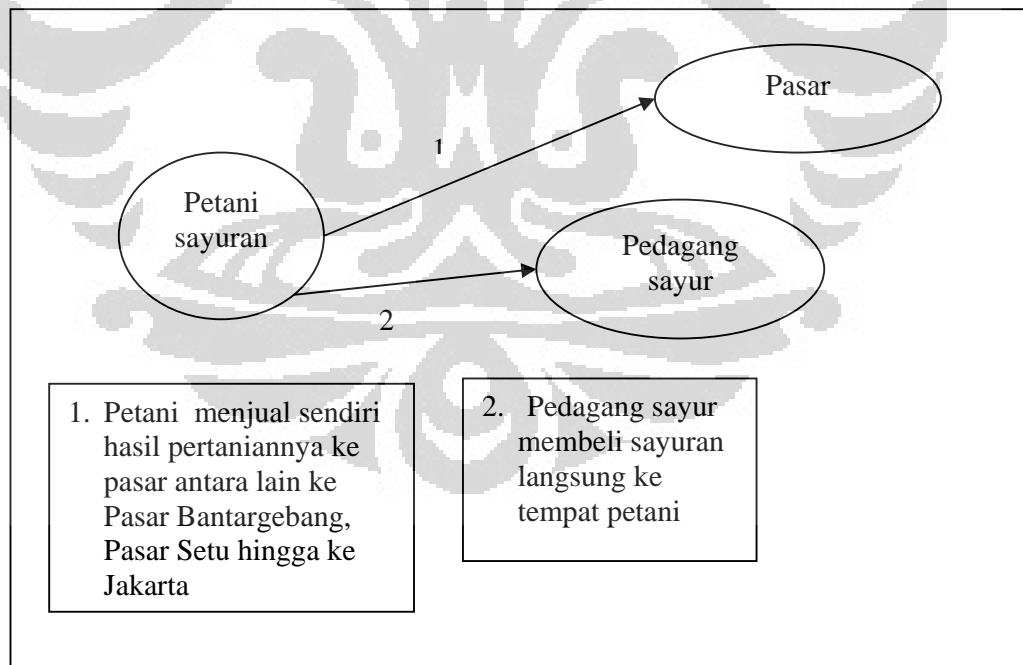 Pasar
1
Petani
sayuran
Pedagang
sayur
2
1. Petani menjual sendiri
hasil pertaniannya ke
pasar antara lain ke
Pasar Bantargebang,
Pasar Setu hingga ke
Jakarta
2. Pedagang sayur
membeli sayuran
langsung ke
tempat petani